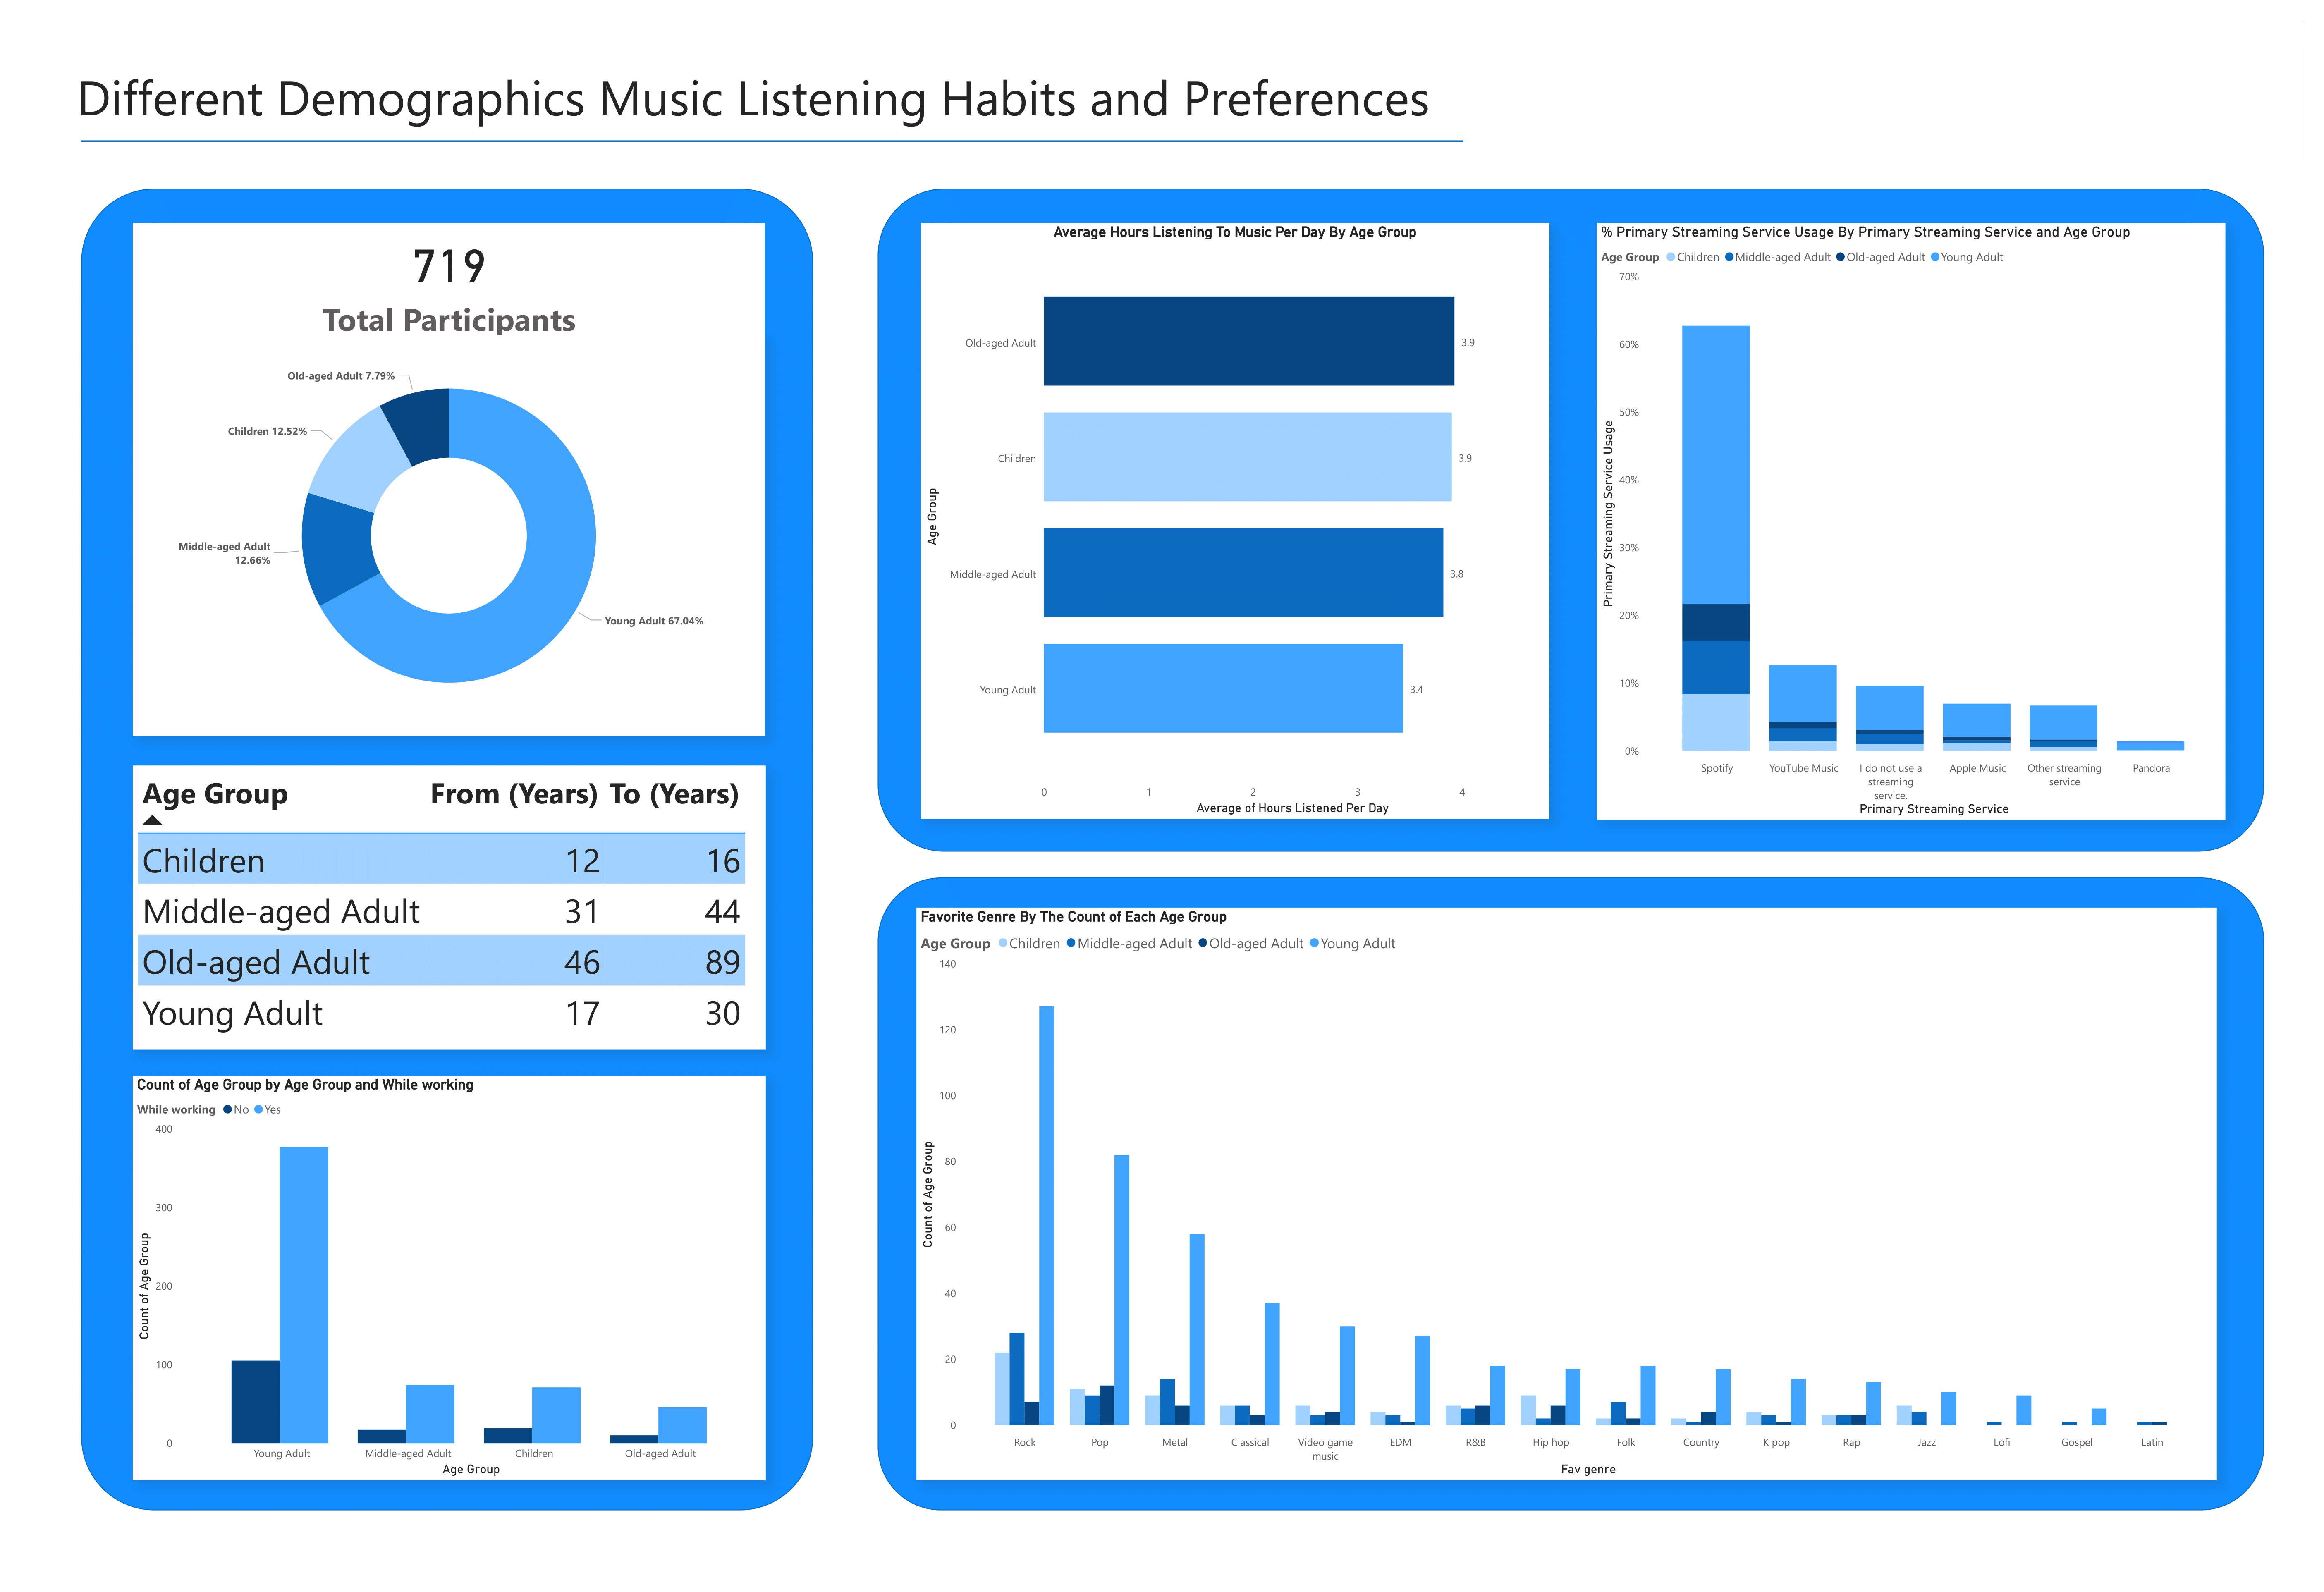 Different Demographics Music Listening Habits and Preferences
719
Total Participants
Old-aged Adult 7.79%
Children 12.52%
Middle-aged Adult
12.66%
Young Adult 67.04%
Age Group From (Years) To (Years)
Children 12 16
Middle-aged Adult 31 44
Old-aged Adult 46 89
Young Adult 17 30
Count of Age Group by Age Group and While working
While working No Yes
400
300
200
100
0
Count of Age Group
Young Adult Middle-aged Adult Children Old-aged Adult
Age Group
Average Hours Listening To Music Per Day By Age Group
Age Group
Old-aged Adult 3.9
Children 3.9
Middle-aged Adult 3.8
Young Adult 3.4
0 1 2 3 4
Average of Hours Listened Per Day
% Primary Streaming Service Usage By Primary Streaming Service and Age Group
Age Group Children Middle-aged Adult Old-aged Adult Young Adult
70%
60%
50%
40%
30%
20%
10%
0%
Primary Streaming Service Usage
Spotify YouTube Music I do not use a Apple Music Other streaming Pandora
streaming service
service.
Primary Streaming Service
Favorite Genre By The Count of Each Age Group
Age Group Children Middle-aged Adult Old-aged Adult Young Adult
140
120
100
80
60
40
20
0
Count of Age Group
Rock Pop Metal Classical Video game EDM R&B Hip hop Folk Country K pop Rap Jazz Lofi Gospel Latin
music
Fav genre